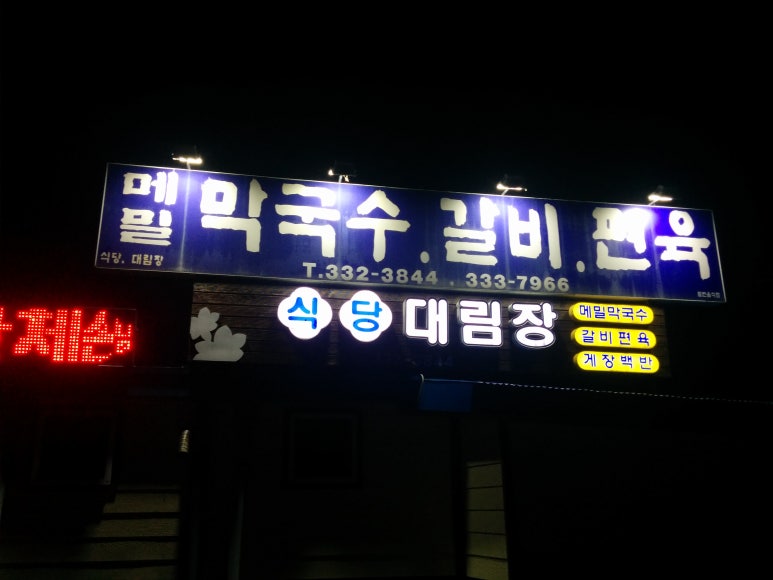 메밀 막국수.갈비.편육
식당. 대림장
T.332-3844 . 333-7966
식당 대림장
메밀막국수
갈비편육
게장백반
제손